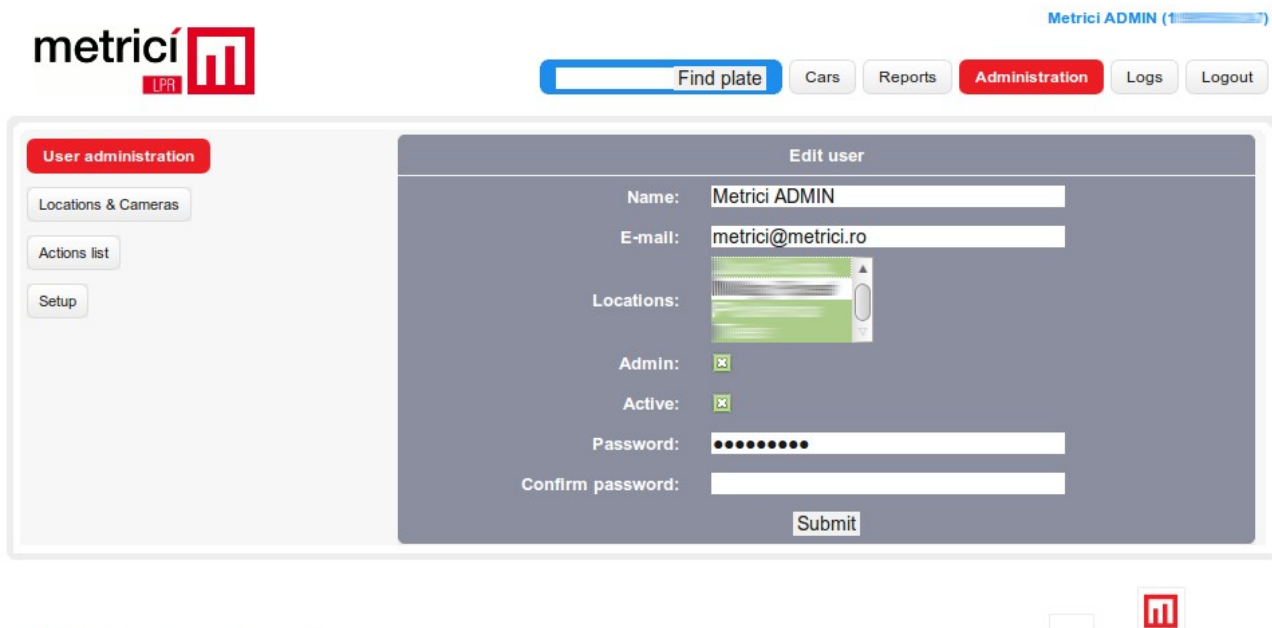 Metrici ADMIN (1
metricí
LPR
Find plate
Cars
Reports
Administration
Logs
Logout
User administration
Locations & Cameras
Actions list
Setup
Edit user
Name: Metrici ADMIN
E-mail: metrici@metrici.ro
Locations:
Admin:
Active:
Password: ●●●●●●●●●
Confirm password:
Submit